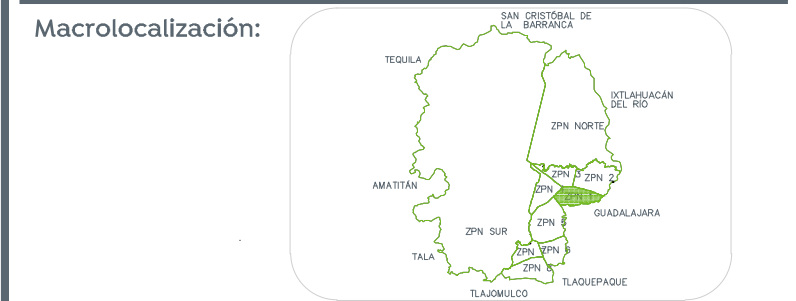 Macrolocalización:
SAN CRISTÓBAL DE
LA BARRANCA
TEQUILA
IXTLAHUACÁN
DEL RÍO
ZPN NORTE
ZPN 3
ZPN 2
AMATITÁN
ZPN
ZPN 1
GUADALAJARA
ZPN 5
ZPN SUR
ZPN
ZPN 6
TALA
ZPN 8
TLAQUEPAQUE
TLAJOMULCO